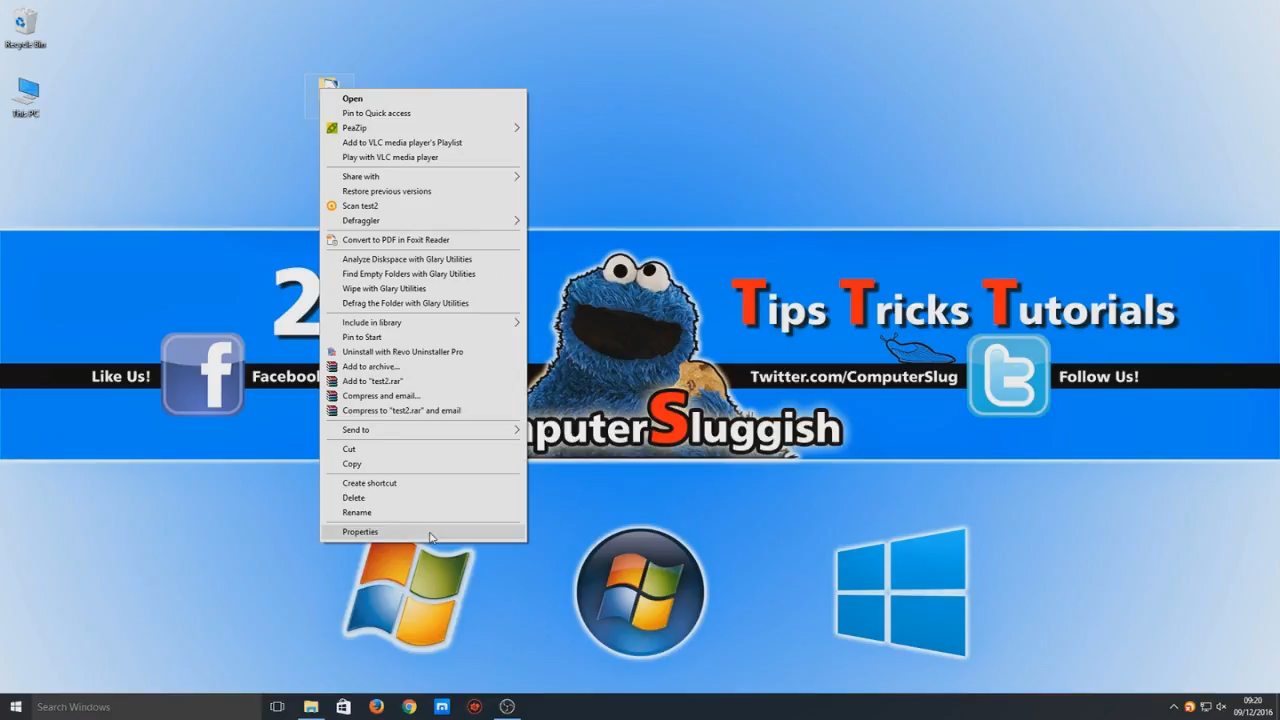 Recycle Bin
This PC
Open
Pin to Quick access
PeaZip
Add to VLC media player's Playlist
Play with VLC media player
Share with
Restore previous versions
Scan test2
Defraggler
Convert to PDF in Foxit Reader
Analyze Diskspace with Glary Utilities
Find Empty Folders with Glary Utilities
Wipe with Glary Utilities
Defrag the Folder with Glary Utilities
Include in library
Pin to Start
Uninstall with Revo Uninstaller Pro
Add to archive...
Add to "test2.rar"
Compress and email...
Compress to "test2.rar" and email
Send to
Cut
Copy
Create shortcut
Delete
Rename
Properties
2
Tips Tricks Tutorials
Like Us!
f
Facebook
Twitter.com/ComputerSlug
t
Follow Us!
puterSluggish
Search Windows
09:20
09/12/2016